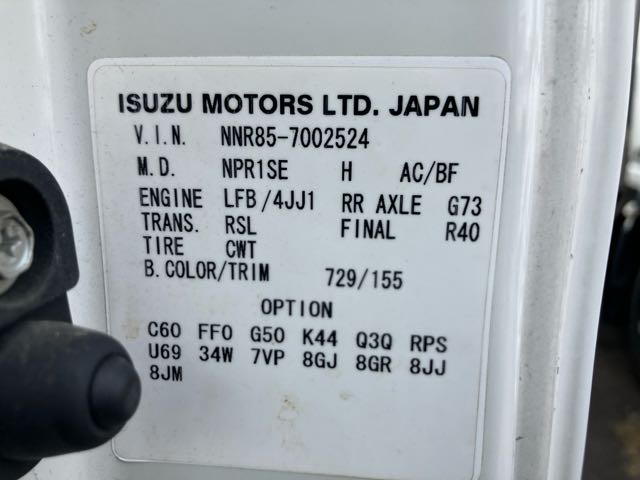 ISUZU MOTORS LTD. JAPAN
V.I.N. NNR85-7002524
M.D. NPR1SE H AC/BF
ENGINE LFB/4JJ1 RR AXLE G73
TRANS. RSL FINAL R40
TIRE CWT
B.COLOR/TRIM 729/155
OPTION
C60 FF0 G50 K44 Q3Q RPS
U69 34W 7VP 8GJ 8GR 8JJ
8JM